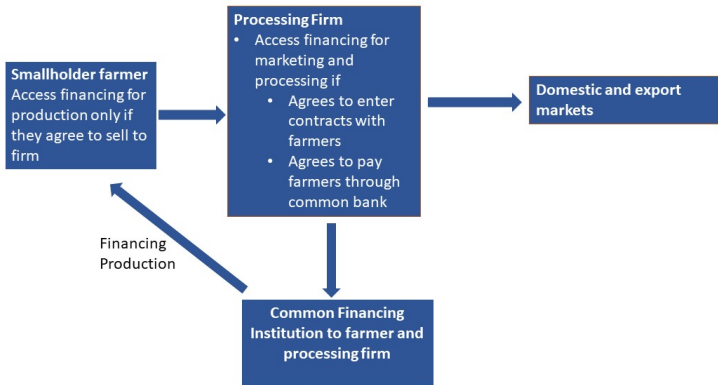 Processing Firm
• Access financing for
marketing and
processing if
• Agrees to enter
contracts with
farmers
• Agrees to pay
farmers through
common bank
Smallholder farmer
Access financing for
production only if
they agree to sell to
firm
Domestic and export
markets
Financing
Production
Common Financing
Institution to farmer and
processing firm